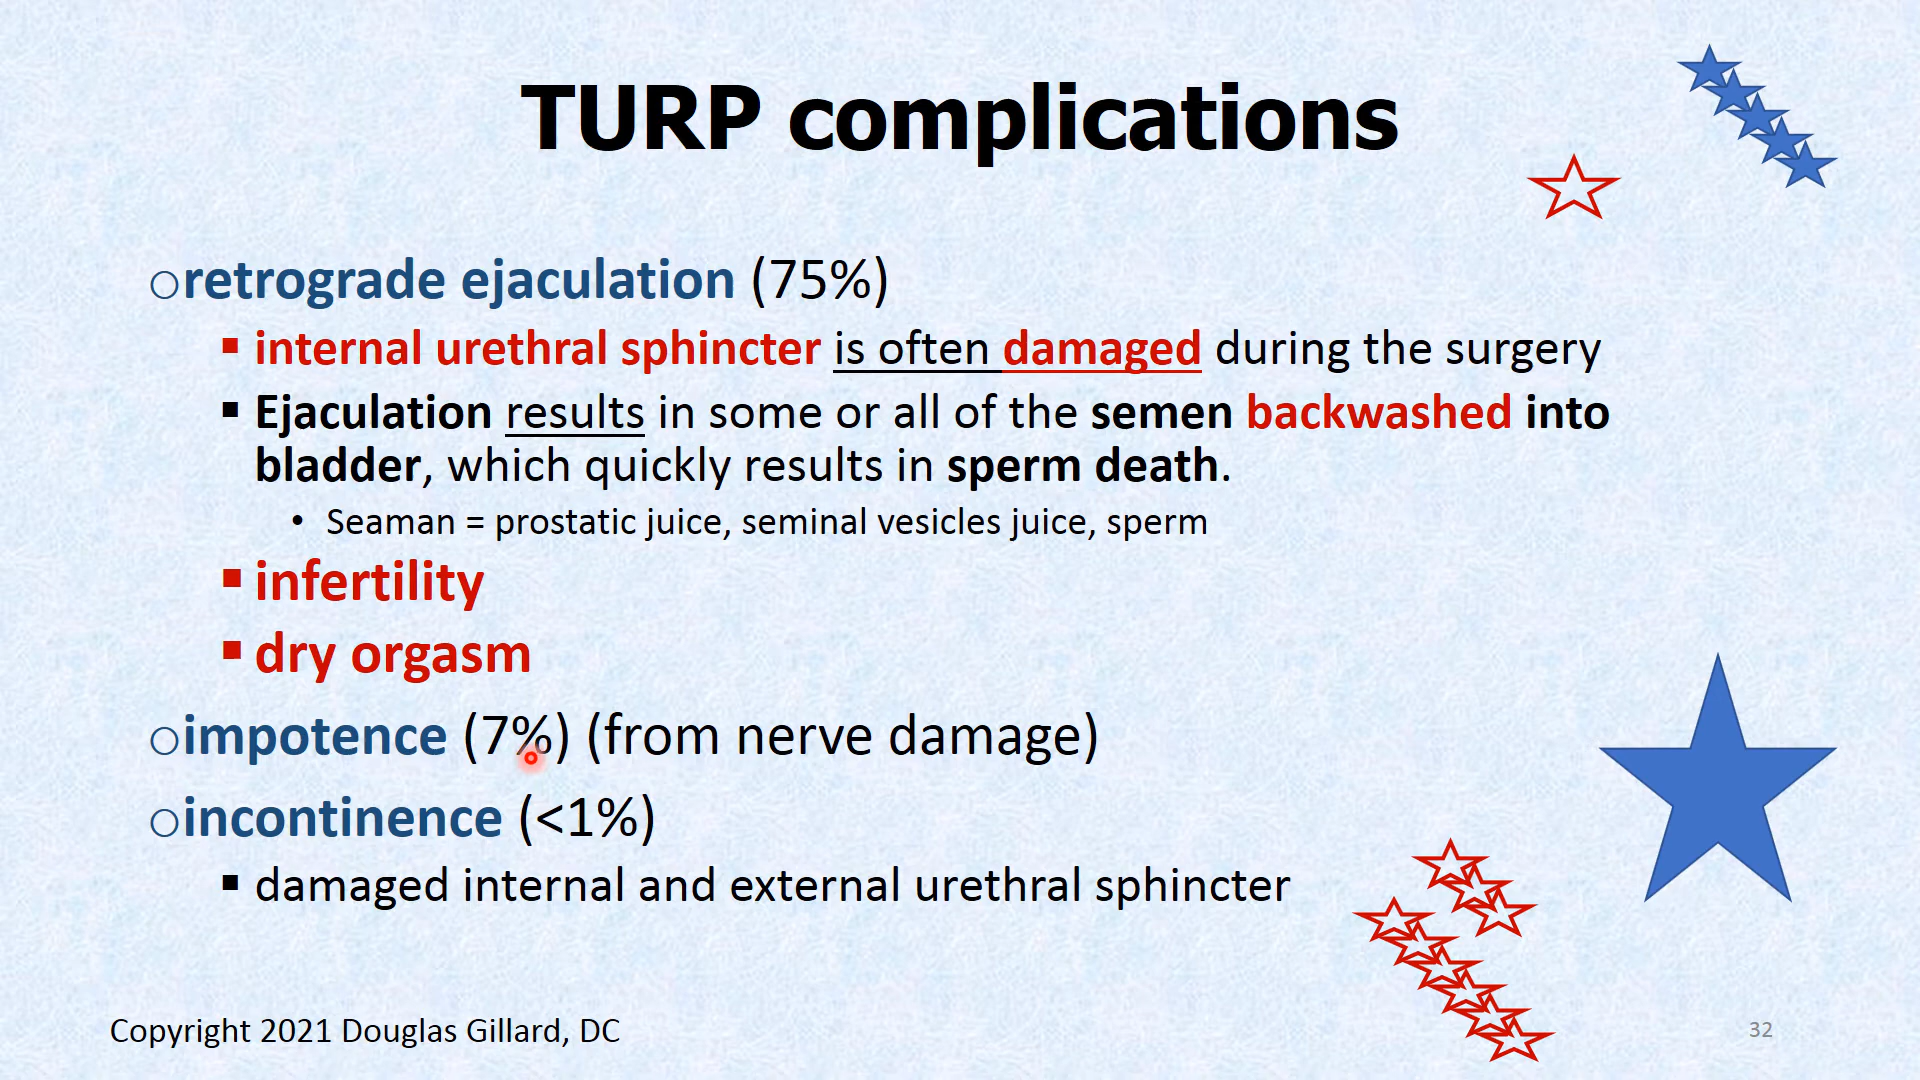 TURP complications
retrograde ejaculation (75%)
internal urethral sphincter is often damaged during the surgery
Ejaculation results in some or all of the semen backwashed into
bladder, which quickly results in sperm death.
Seaman = prostatic juice, seminal vesicles juice, sperm
infertility
dry orgasm
impotence (7%) (from nerve damage)
incontinence (<1%)
damaged internal and external urethral sphincter
Copyright 2021 Douglas Gillard, DC
32